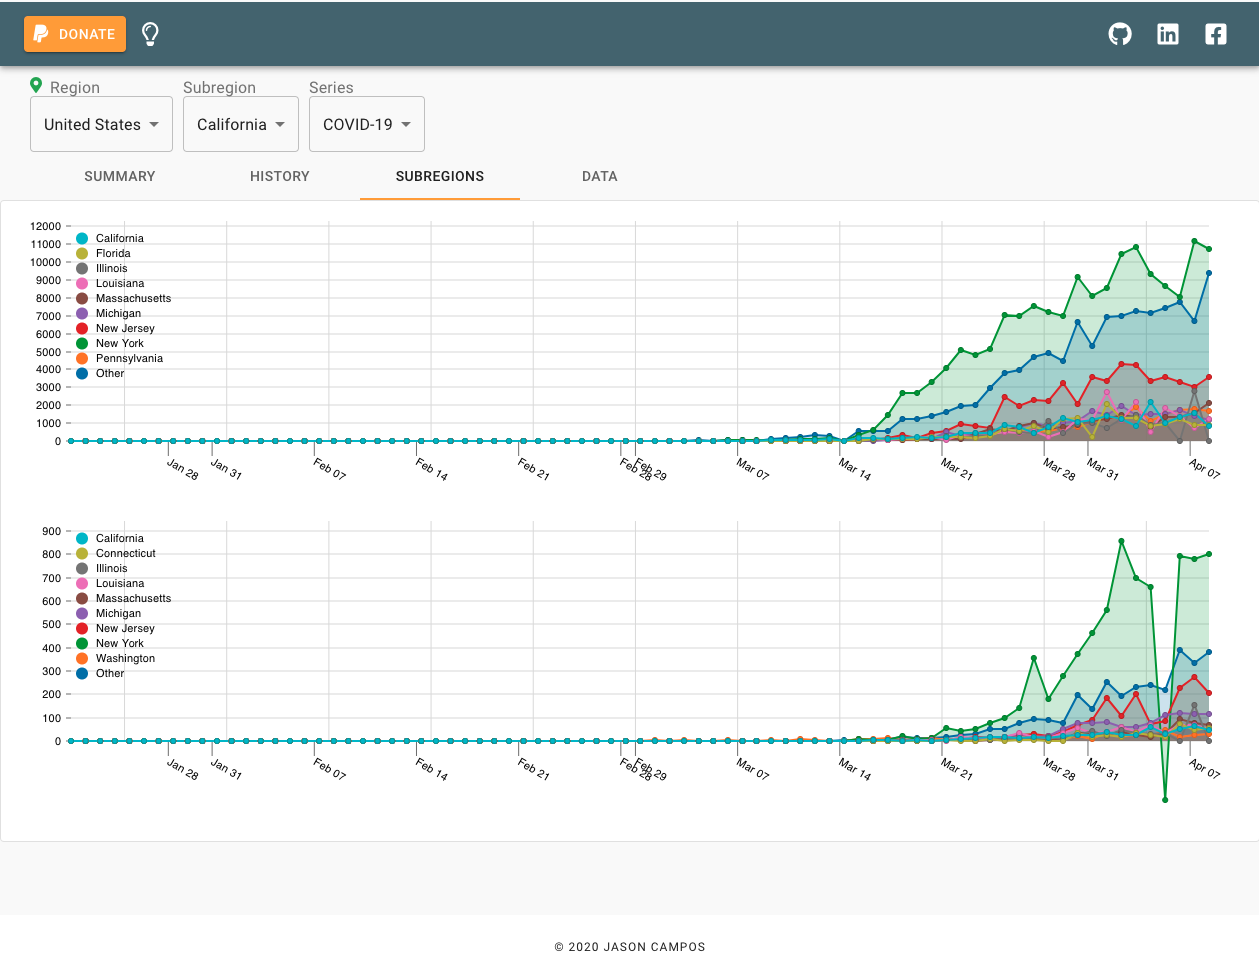 DONATE
Region
Subregion
Series
United States
California
COVID-19
SUMMARY
HISTORY
SUBREGIONS
DATA
12000
11000
10000
9000
8000
7000
6000
5000
4000
3000
2000
1000
0
California
Florida
Illinois
Louisiana
Massachusetts
Michigan
New Jersey
New York
Pennsylvania
Other
Jan 28
Jan 31
Feb 07
Feb 14
Feb 21
Feb 28
Feb 29
Mar 07
Mar 14
Mar 21
Mar 28
Mar 31
Apr 07
900
800
700
600
500
400
300
200
100
0
California
Connecticut
Illinois
Louisiana
Massachusetts
Michigan
New Jersey
New York
Washington
Other
Jan 28
Jan 31
Feb 07
Feb 14
Feb 21
Feb 28
Feb 29
Mar 07
Mar 14
Mar 21
Mar 28
Mar 31
Apr 07
© 2020 JASON CAMPOS